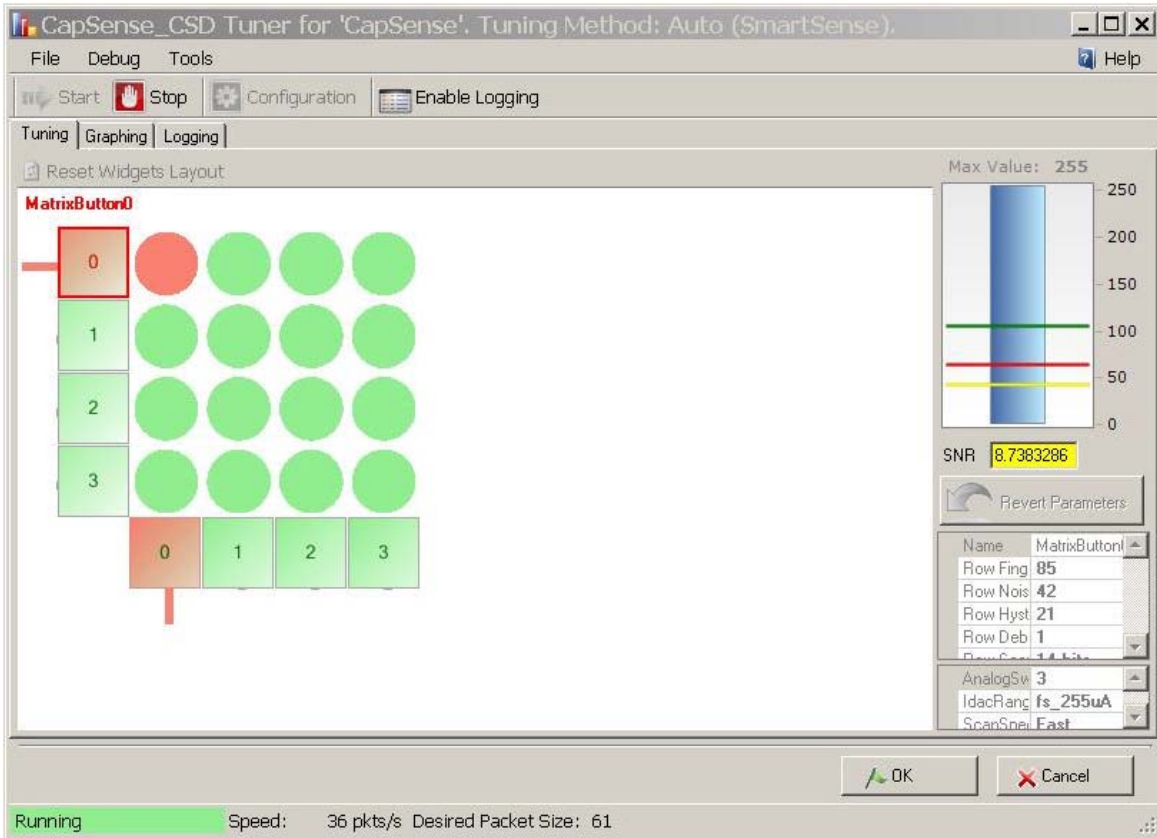 CapSense_CSD Tuner for 'CapSense'. Tuning Method: Auto (SmartSense).
File Debug Tools Help
Start Stop Configuration Enable Logging
Tuning Graphing Logging
Reset Widgets Layout
Max Value: 255
MatrixButton0
250
200
150
100
50
0
0
1
2
3
0 1 2 3
SNR 8.7383286
Revert Parameters
Name MatrixButton
Row Fing 85
Row Nois 42
Row Hyst 21
Row Deb 1
14 bits
AnalogSw 3
IdacRang fs_255uA
ScanSpe Fast
OK Cancel
Running Speed: 36 pkts/s Desired Packet Size: 61